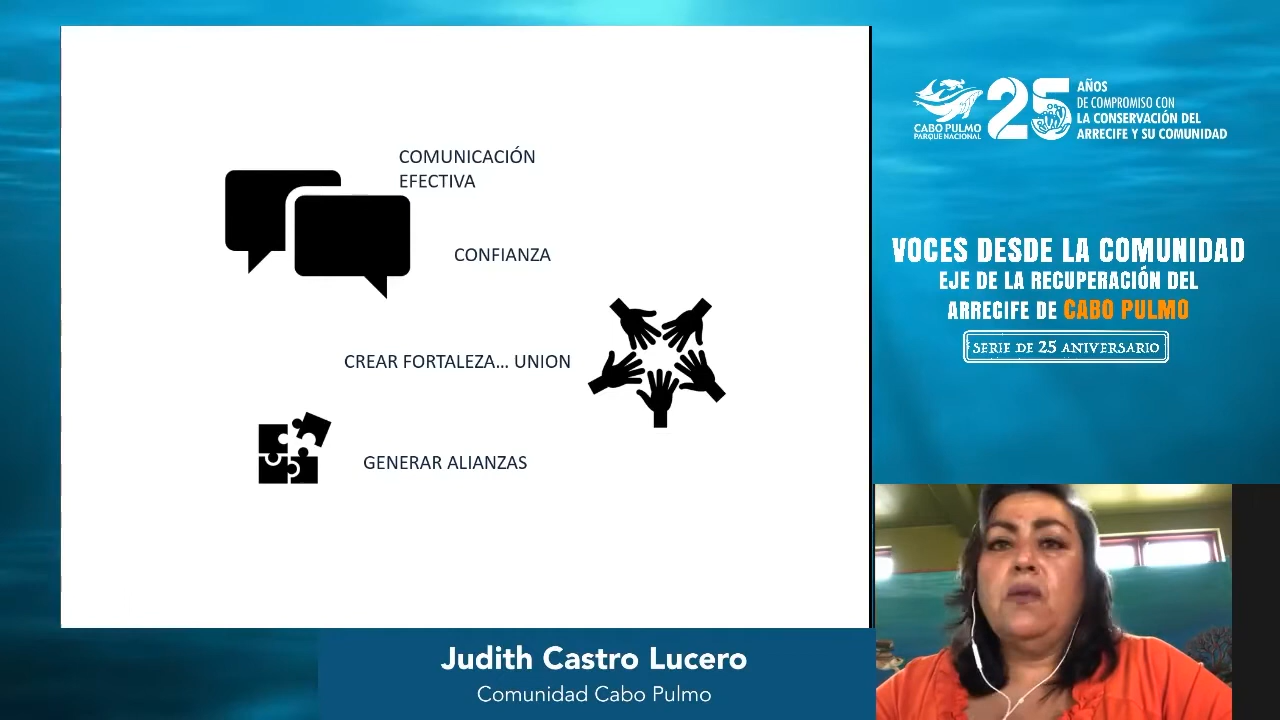 COMUNICACIÓN
EFECTIVA
CONFIANZA
CREAR FORTALEZA... UNION
GENERAR ALIANZAS
CABO PULMO
PARQUE NACIONAL
25
AÑOS
DE COMPROMISO CON
LA CONSERVACIÓN DEL
ARRECIFE Y SU COMUNIDAD
VOCES DESDE LA COMUNIDAD
EJE DE LA RECUPERACIÓN DEL
ARRECIFE DE CABO PULMO
SERIE DE 25 ANIVERSARIO
Judith Castro Lucero
Comunidad Cabo Pulmo